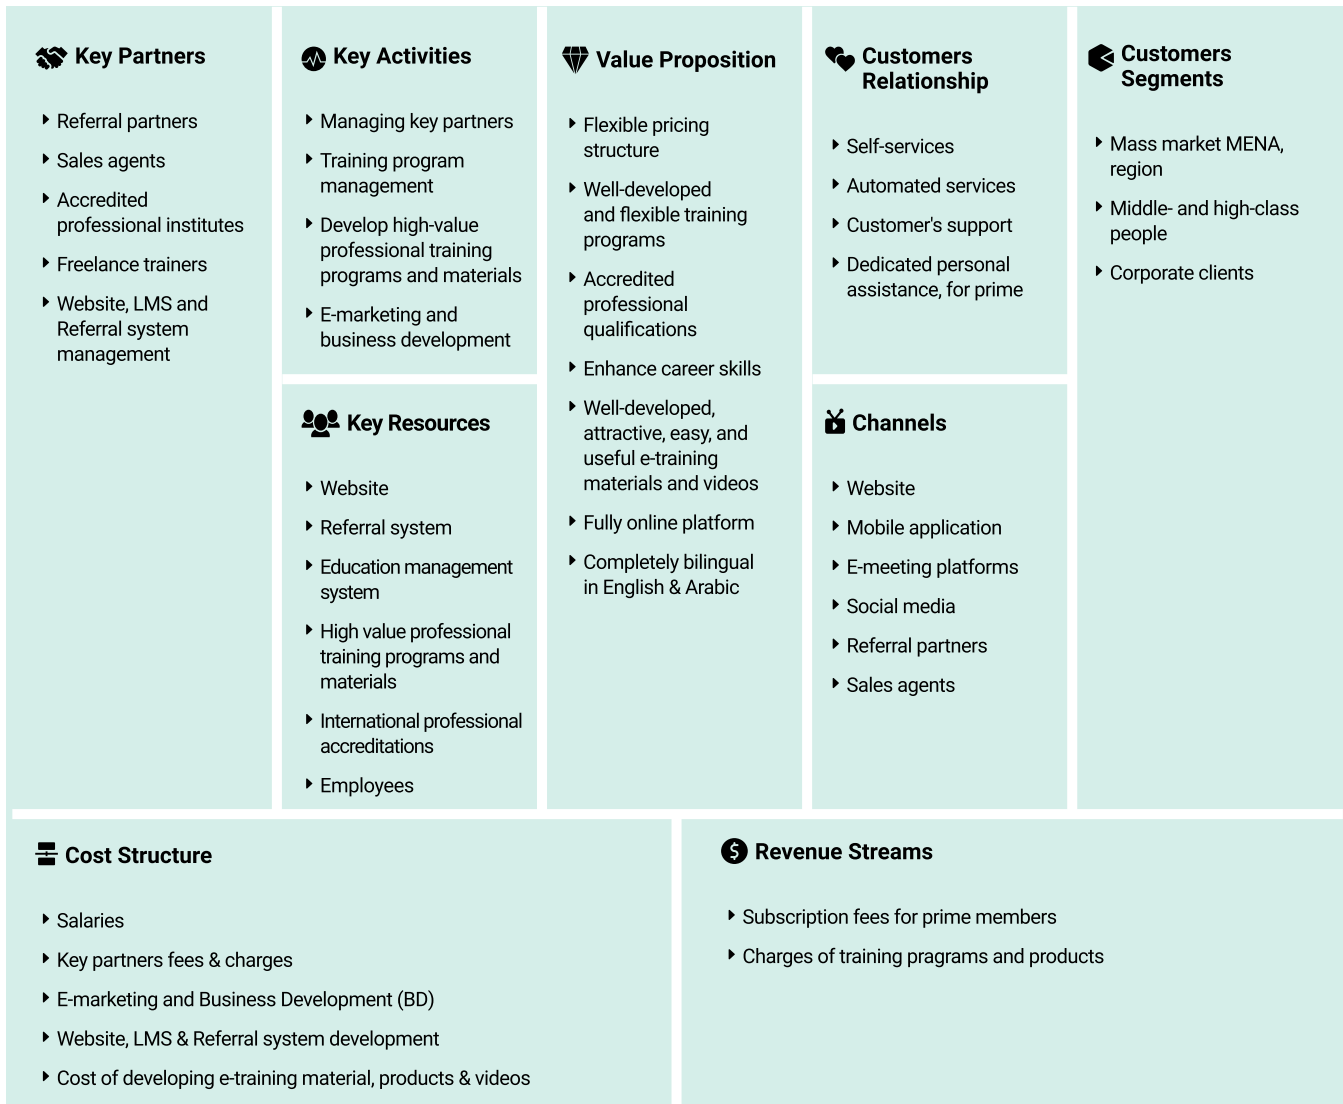 Key Partners
Referral partners
Sales agents
Accredited
professional institutes
Freelance trainers
Website, LMS and
Referral system
management
Key Activities
Managing key partners
Training program
management
Develop high-value
professional training
programs and materials
E-marketing and
business development
Key Resources
Website
Referral system
Education management
system
High value professional
training programs and
materials
International professional
accreditations
Employees
Value Proposition
Flexible pricing
structure
Well-developed
and flexible training
programs
Accredited
professional
qualifications
Enhance career skills
Well-developed,
attractive, easy, and
useful e-training
materials and videos
Fully online platform
Completely bilingual
in English & Arabic
Customers
Relationship
Self-services
Automated services
Customer's support
Dedicated personal
assistance, for prime
Channels
Website
Mobile application
E-meeting platforms
Social media
Referral partners
Sales agents
Customers
Segments
Mass market MENA,
region
Middle- and high-class
people
Corporate clients
Cost Structure
Salaries
Key partners fees & charges
E-marketing and Business Development (BD)
Website, LMS & Referral system development
Cost of developing e-training material, products & videos
Revenue Streams
Subscription fees for prime members
Charges of training pragrams and products